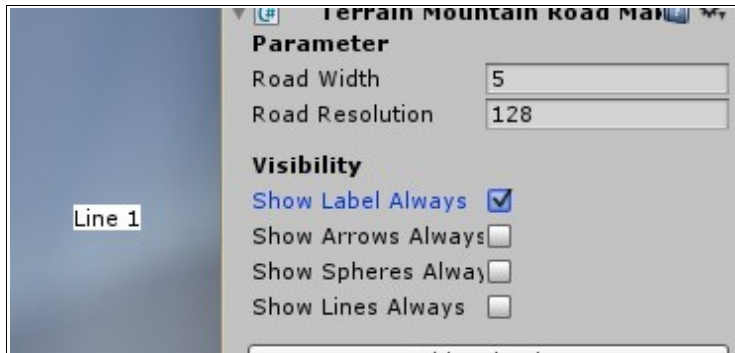 Terrain Mountain Road
Parameter
Road Width 5
Road Resolution 128
Visibility
Show Label Always
Line 1
Show Arrows Always
Show Spheres Alway
Show Lines Always